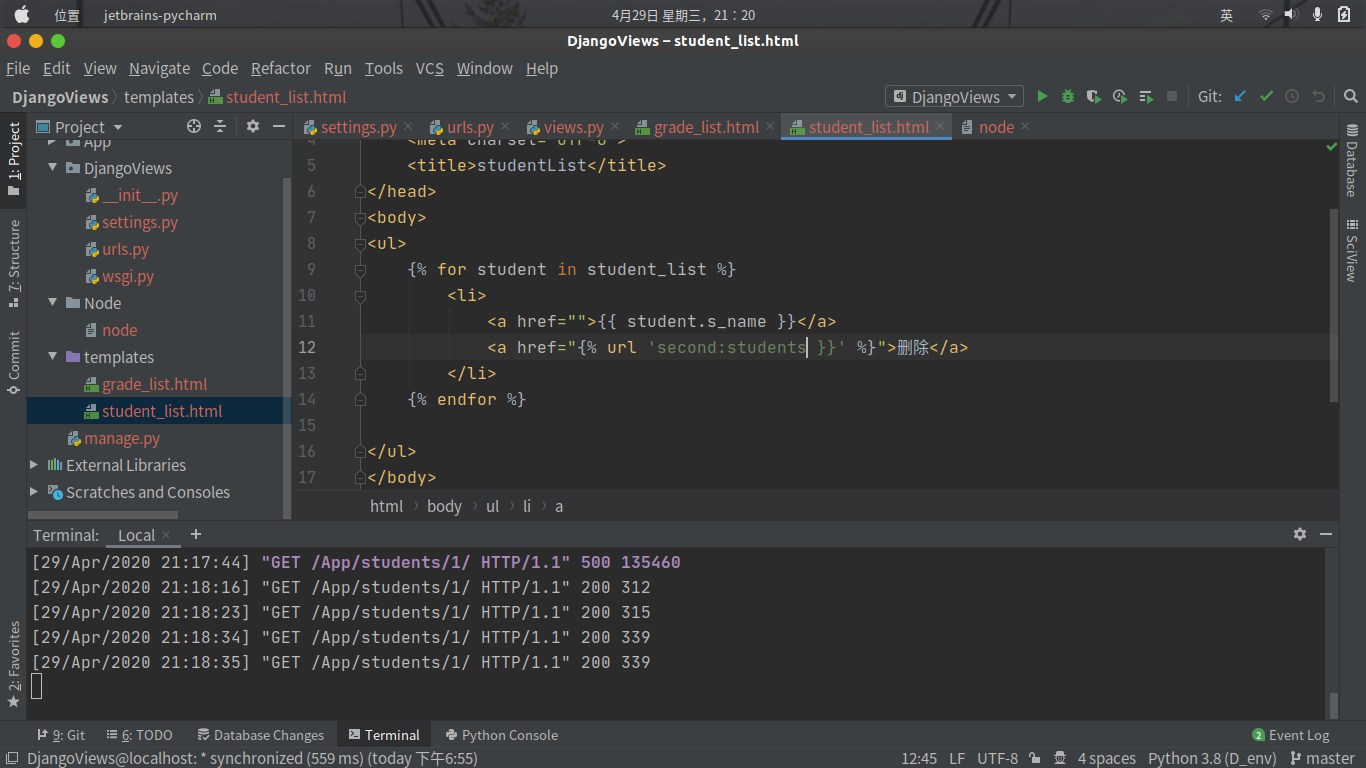 位置 jetbrains-pycharm 4月29日 星期三，21：20 英
DjangoViews – student_list.html
File Edit View Navigate Code Refactor Run Tools VCS Window Help
DjangoViews templates student_list.html DjangoViews Git:
Project settings.py urls.py views.py grade_list.html student_list.html node
1: Project
7: Structure
Commit
2: Favorites
App
DjangoViews
__init__.py
settings.py
urls.py
wsgi.py
Node
node
templates
grade_list.html
student_list.html
manage.py
External Libraries
Scratches and Consoles
5 <title>studentList</title>
6 </head>
7 <body>
8 <ul>
9 {% for student in student_list %}
10 <li>
11 <a href="">{{ student.s_name }}</a>
12 <a href="{% url 'second:students }}' %}">删除</a>
13 </li>
14 {% endfor %}
15
16 </ul>
17 </body>
html body ul li a
Database
SciView
Terminal: Local
[29/Apr/2020 21:17:44] "GET /App/students/1/ HTTP/1.1" 500 135460
[29/Apr/2020 21:18:16] "GET /App/students/1/ HTTP/1.1" 200 312
[29/Apr/2020 21:18:23] "GET /App/students/1/ HTTP/1.1" 200 315
[29/Apr/2020 21:18:34] "GET /App/students/1/ HTTP/1.1" 200 339
[29/Apr/2020 21:18:35] "GET /App/students/1/ HTTP/1.1" 200 339
9: Git 6: TODO Database Changes Terminal Python Console 2 Event Log
DjangoViews@localhost: * synchronized (559 ms) (today 下午6:55) 12:45 LF UTF-8 4 spaces Python 3.8 (D_env) master